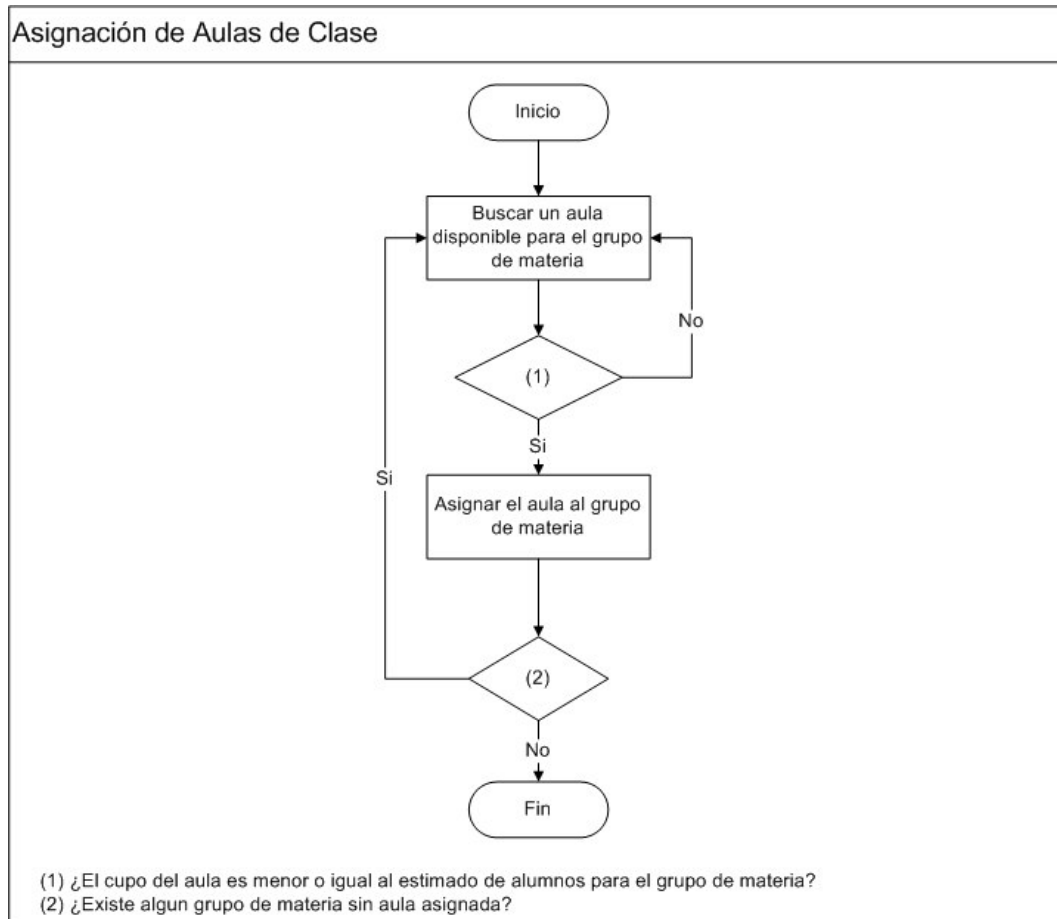 Asignación de Aulas de Clase
Inicio
Buscar un aula
disponible para el grupo
de materia
No
(1)
Si
Si
Asignar el aula al grupo
de materia
(2)
No
Fin
(1) ¿El cupo del aula es menor o igual al estimado de alumnos para el grupo de materia?
(2) ¿Existe algun grupo de materia sin aula asignada?